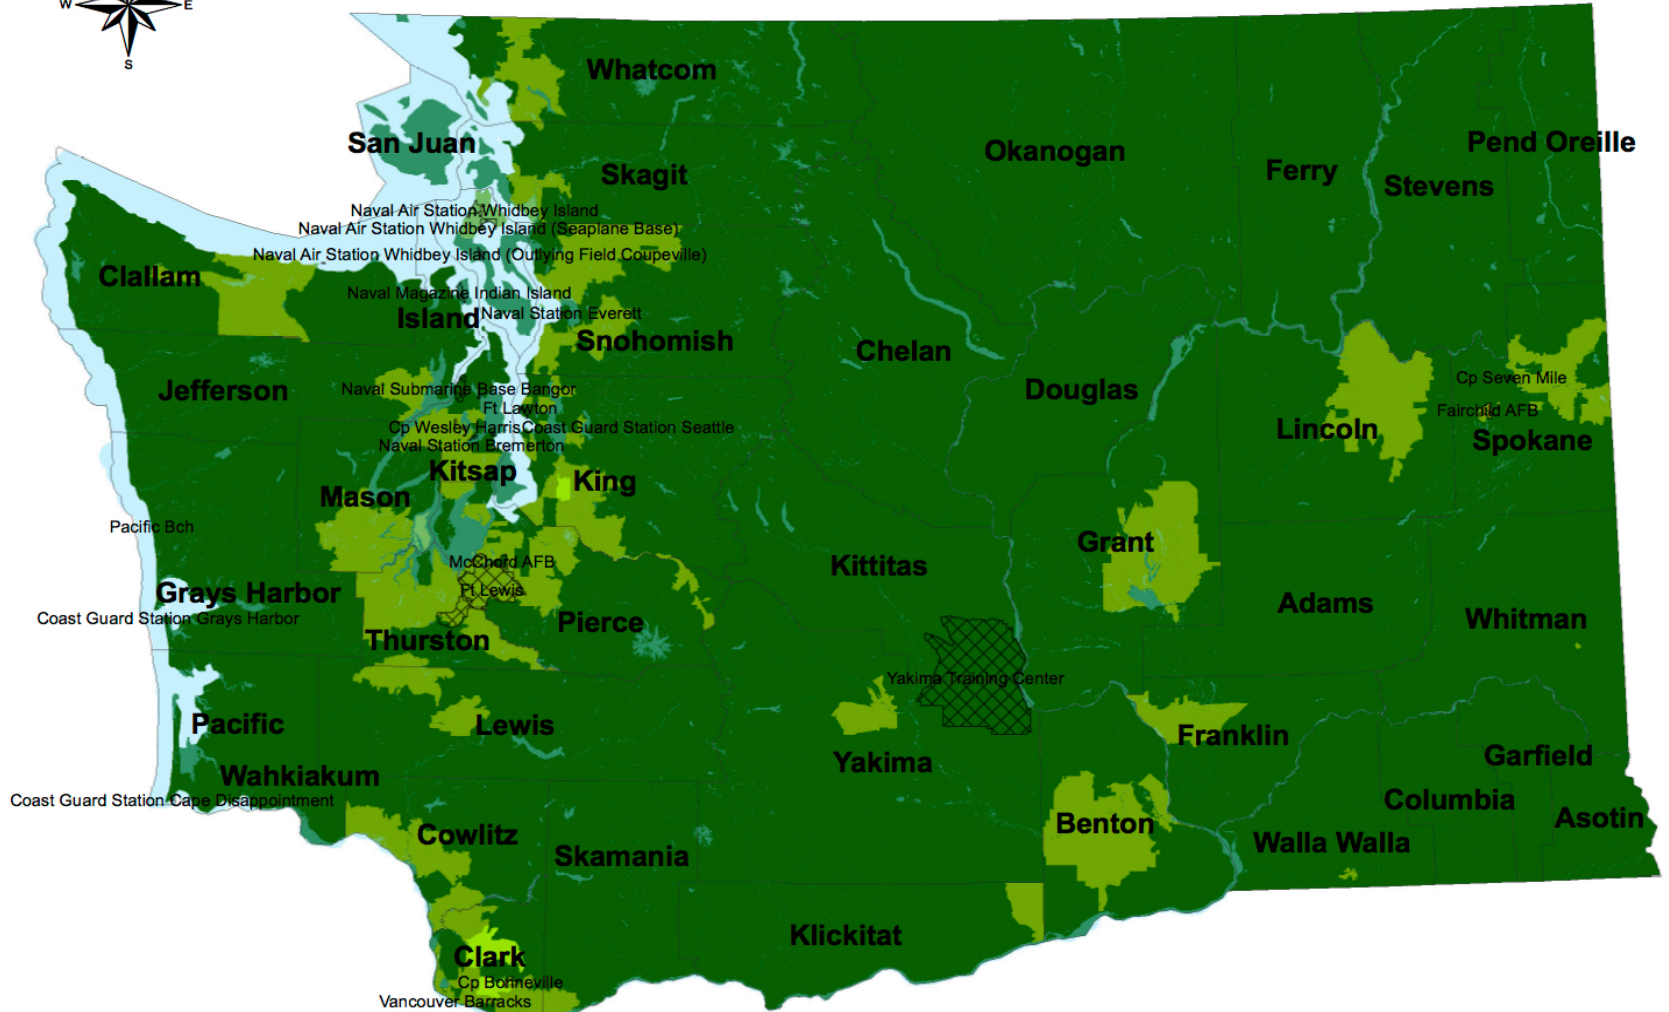 W E
S
Whatcom
San Juan
Skagit
Okanogan
Ferry
Stevens
Pend Oreille
Naval Air Station Whidbey Island
Naval Air Station Whidbey Island (Seaplane Base)
Naval Air Station Whidbey Island (Outlying Field Coupeville)
Clallam
Naval Magazine Indian Island
Island
Naval Station Everett
Snohomish
Chelan
Douglas
Jefferson
Naval Submarine Base Bangor
Ft Lawton
Cp Wesley Harris
Coast Guard Station Seattle
Naval Station Bremerton
Cp Seven Mile
Fairchild AFB
Lincoln
Spokane
Kitsap
King
Mason
Pacific Bch
Grant
McChord AFB
Kittitas
Ft Lewis
Grays Harbor
Coast Guard Station Grays Harbor
Pierce
Adams
Whitman
Thurston
Yakima Training Center
Pacific
Lewis
Franklin
Yakima
Garfield
Wahkiakum
Coast Guard Station Cape Disappointment
Columbia
Asotin
Cowlitz
Benton
Walla Walla
Skamania
Klickitat
Clark
Cp Bonneville
Vancouver Barracks